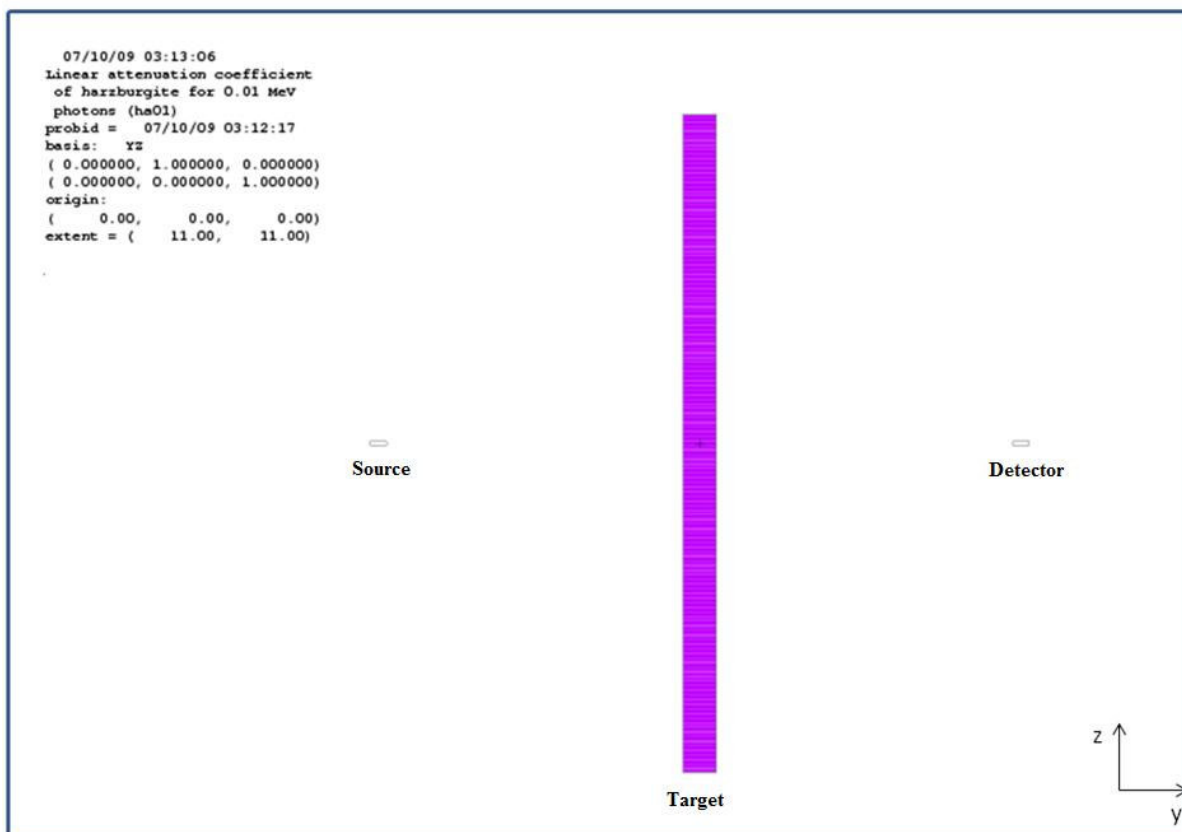 07/10/09 03:13:06
Linear attenuation coefficient
of harzburgite for 0.01 MeV
photons (ha01)
probid = 07/10/09 03:12:17
basis: YZ
( 0.000000, 1.000000, 0.000000)
( 0.000000, 0.000000, 1.000000)
origin:
( 0.00, 0.00, 0.00)
extent = ( 11.00, 11.00)
Source
Detector
z
Target
y